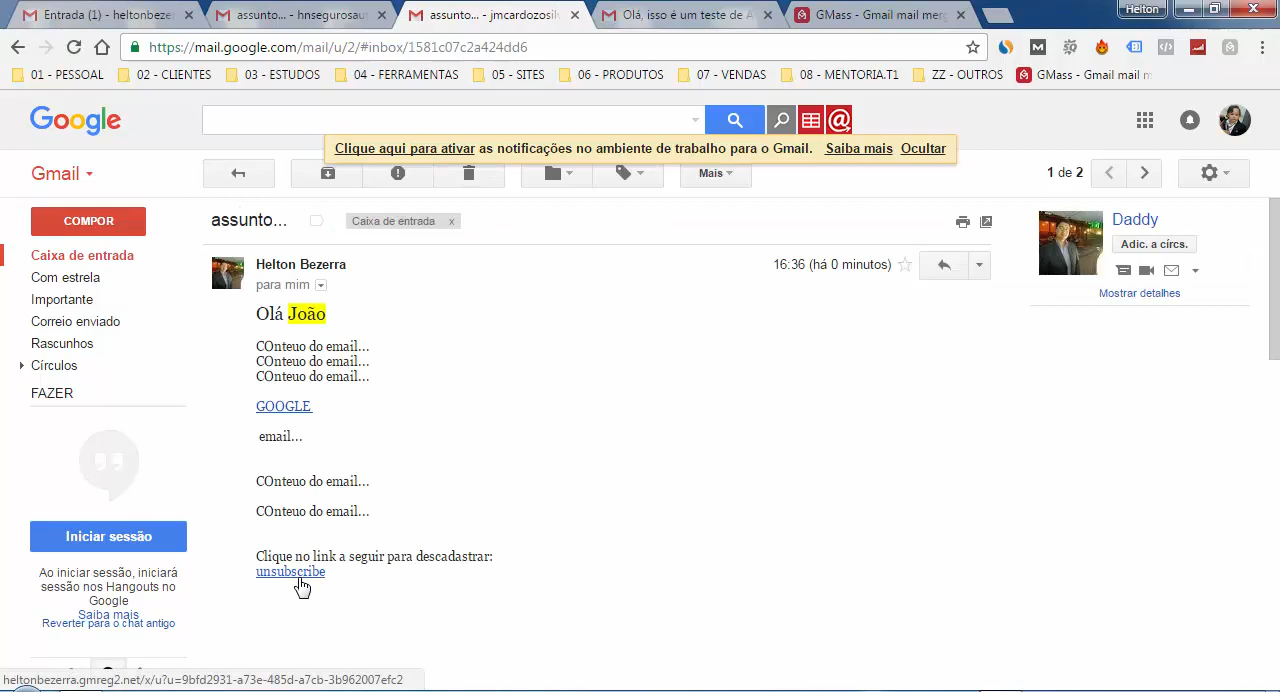 Entrada (1) - heltonbezer
assunto... - hnsegurosau
assunto... - jmcardozosil
Olá, isso é um teste de A
GMass - Gmail mail mer
Helton
https://mail.google.com/mail/u/2/#inbox/1581c07c2a424dd6
01 - PESSOAL
02 - CLIENTES
03 - ESTUDOS
04 - FERRAMENTAS
05 - SITES
06 - PRODUTOS
07 - VENDAS
08 - MENTORIA.T1
ZZ - OUTROS
GMass - Gmail mail m
Google
Clique aqui para ativar as notificações no ambiente de trabalho para o Gmail. Saiba mais Ocultar
Gmail
Mais
1 de 2
COMPOR
assunto...
Caixa de entrada x
Daddy
Adic. a círcs.
Mostrar detalhes
Caixa de entrada
Com estrela
Importante
Correio enviado
Rascunhos
Círculos
FAZER
Helton Bezerra
16:36 (há 0 minutos)
para mim
Olá João
COnteuo do email...
COnteuo do email...
COnteuo do email...
GOOGLE
email...
COnteuo do email...
COnteuo do email...
Clique no link a seguir para descadastrar:
unsubscribe
Iniciar sessão
Ao iniciar sessão, iniciará
sessão nos Hangouts no
Google
Saiba mais
Reverter para o chat antigo
heltonbezerra.gmreg2.net/x/u?u=9bfd2931-a73e-485d-a7cb-3b962007efc2